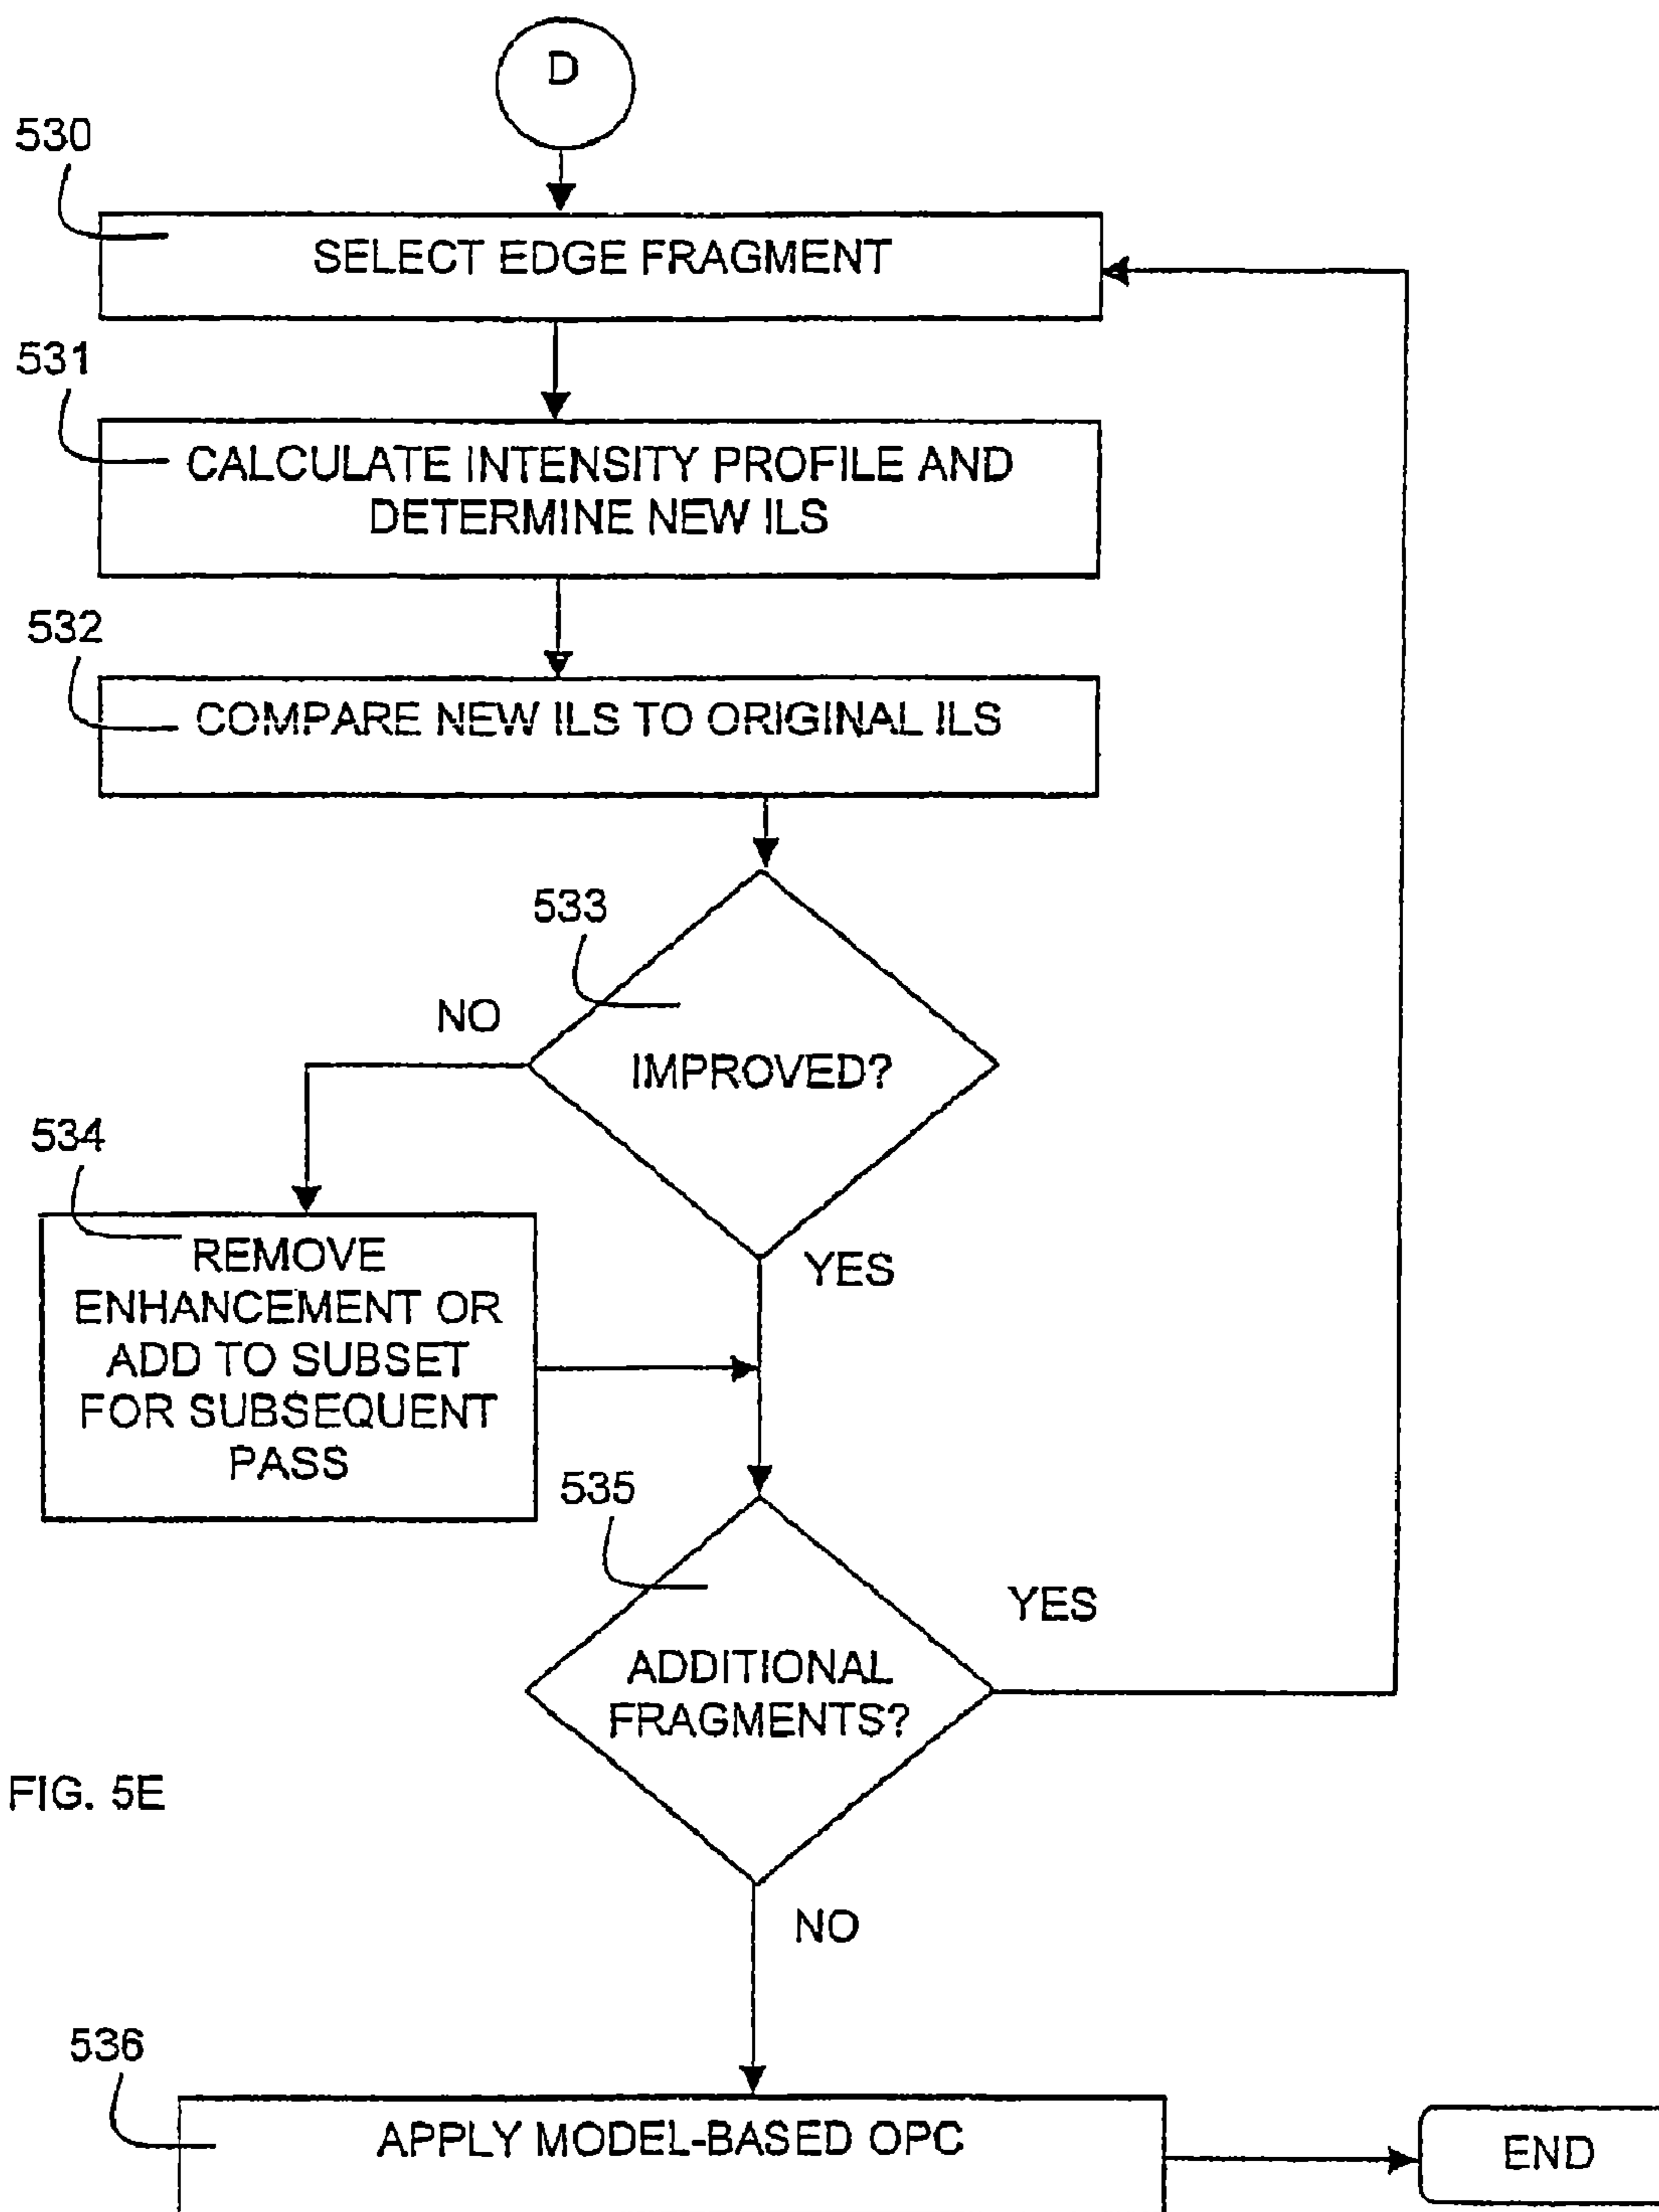 D
530
SELECT EDGE FRAGMENT
531
CALCULATE INTENSITY PROFILE AND
DETERMINE NEW ILS
532
COMPARE NEW ILS TO ORIGINAL ILS
533
NO
IMPROVED?
534
YES
REMOVE
ENHANCEMENT OR
ADD TO SUBSET
FOR SUBSEQUENT
PASS
535
YES
ADDITIONAL
FRAGMENTS?
FIG. 5E
NO
536
APPLY MODEL-BASED OPC
END